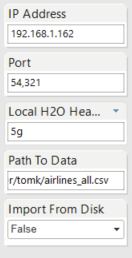 IP Address
192.168.1.162
Port
54,321
Local H2O Hea...
5g
Path To Data
r/tomk/airlines_all.csv
Import From Disk
False